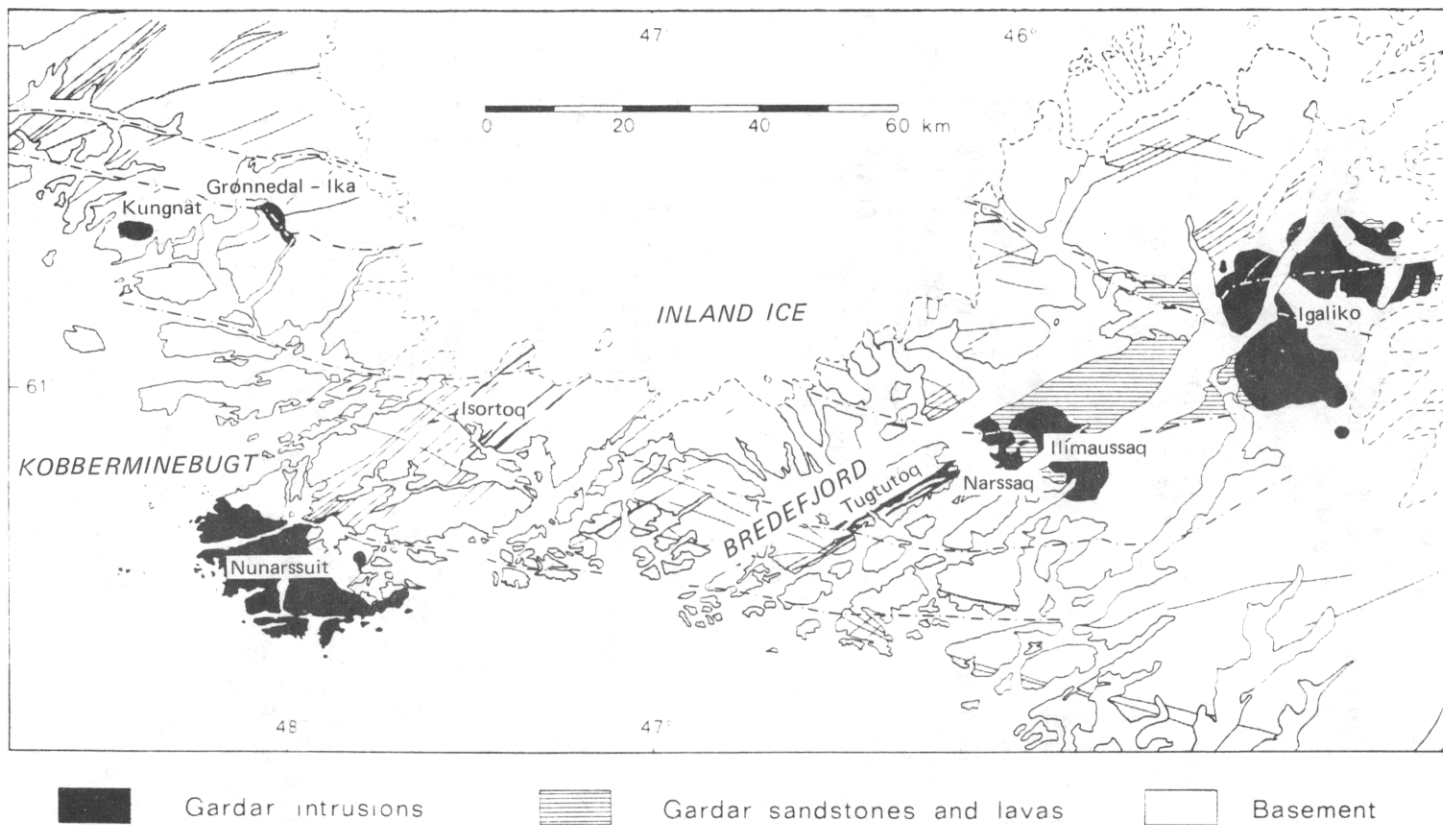 47°
46°
0 20 40 60 km
Grønnedal - Ika
Kungnât
INLAND ICE
Igaliko
61°
Isortoq
KOBBERMINEBUGT
Ilímaussaq
BREDEFJORD
Tugtutôq
Narssaq
Nunarssuit
48°
47°
Gardar intrusions
Gardar sandstones and lavas
Basement